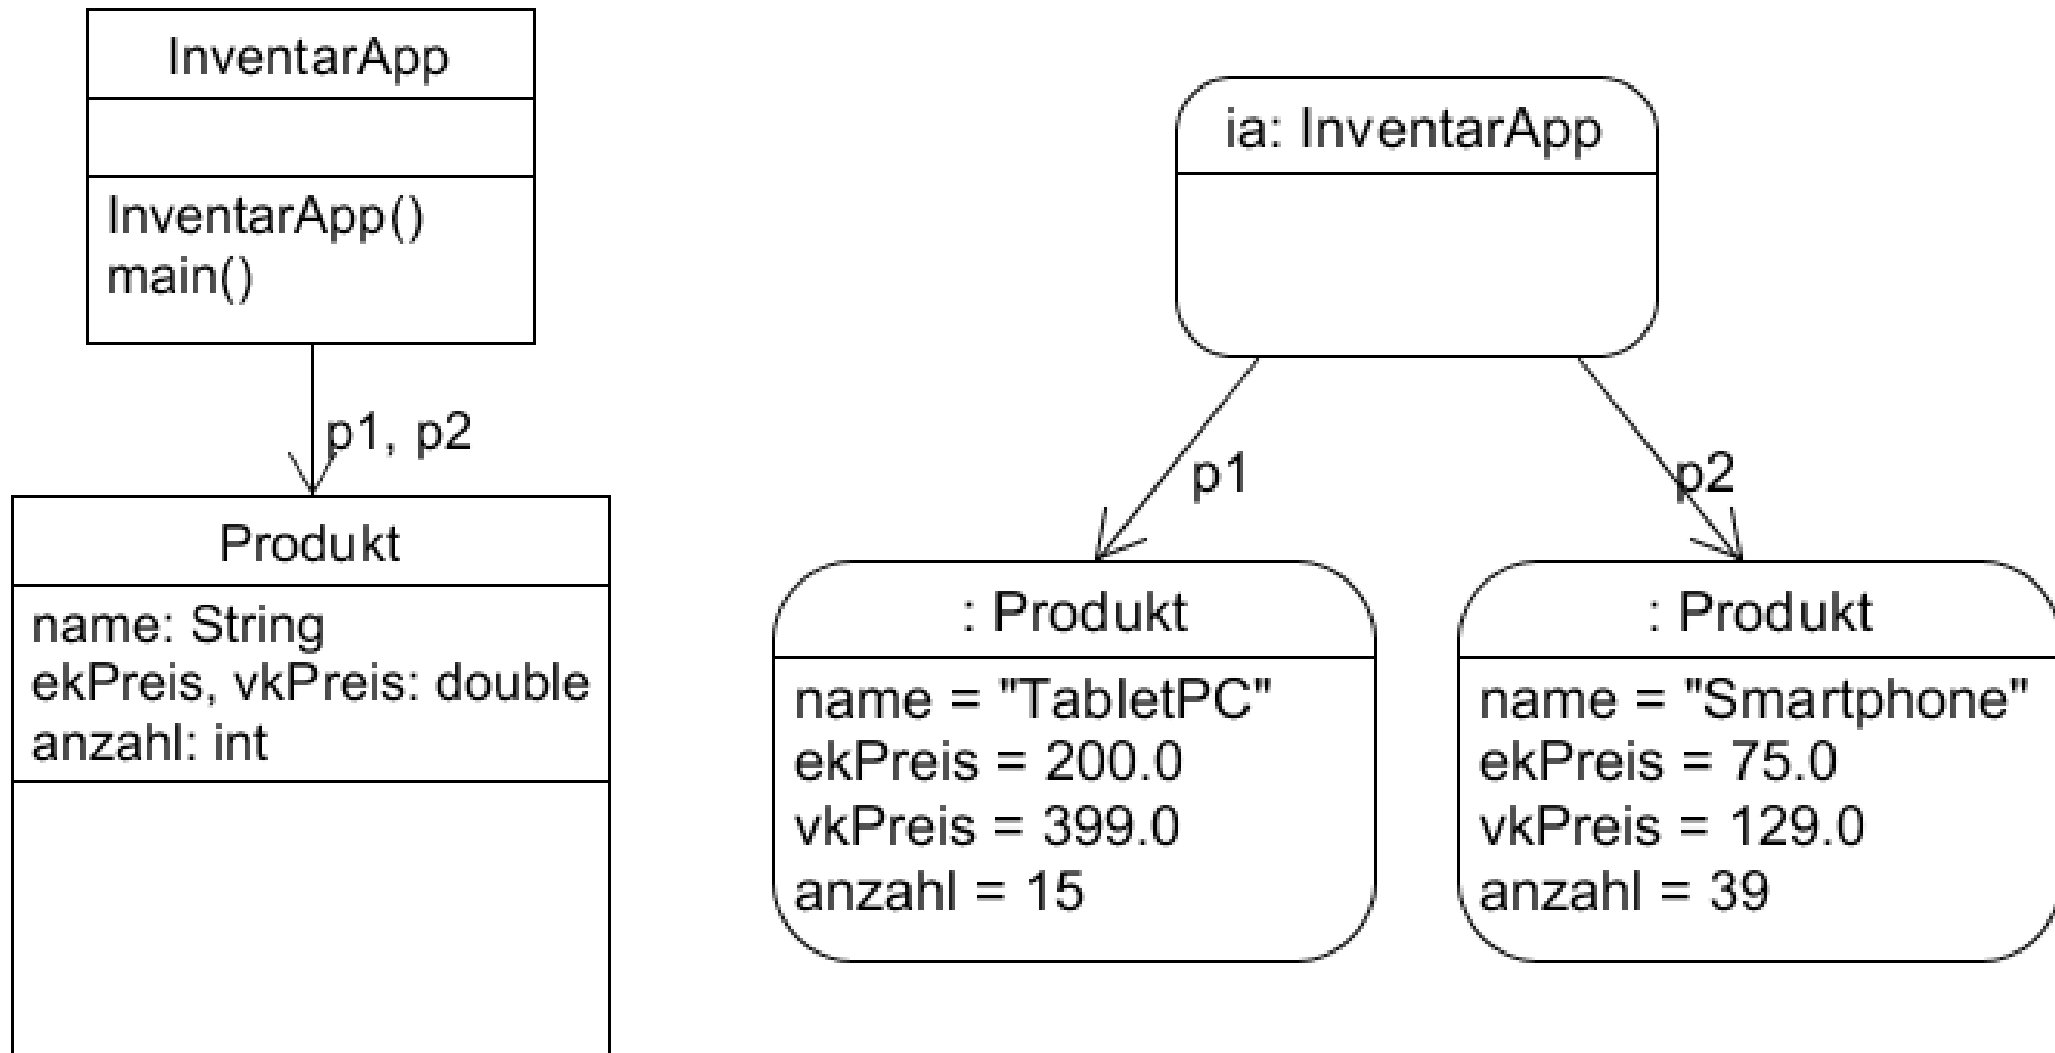 InventarApp
InventarApp()
main()
p1, p2
Produkt
name: String
ekPreis, vkPreis: double
anzahl: int
ia: InventarApp
p1
p2
: Produkt
name = "TabletPC"
ekPreis = 200.0
vkPreis = 399.0
anzahl = 15
: Produkt
name = "Smartphone"
ekPreis = 75.0
vkPreis = 129.0
anzahl = 39